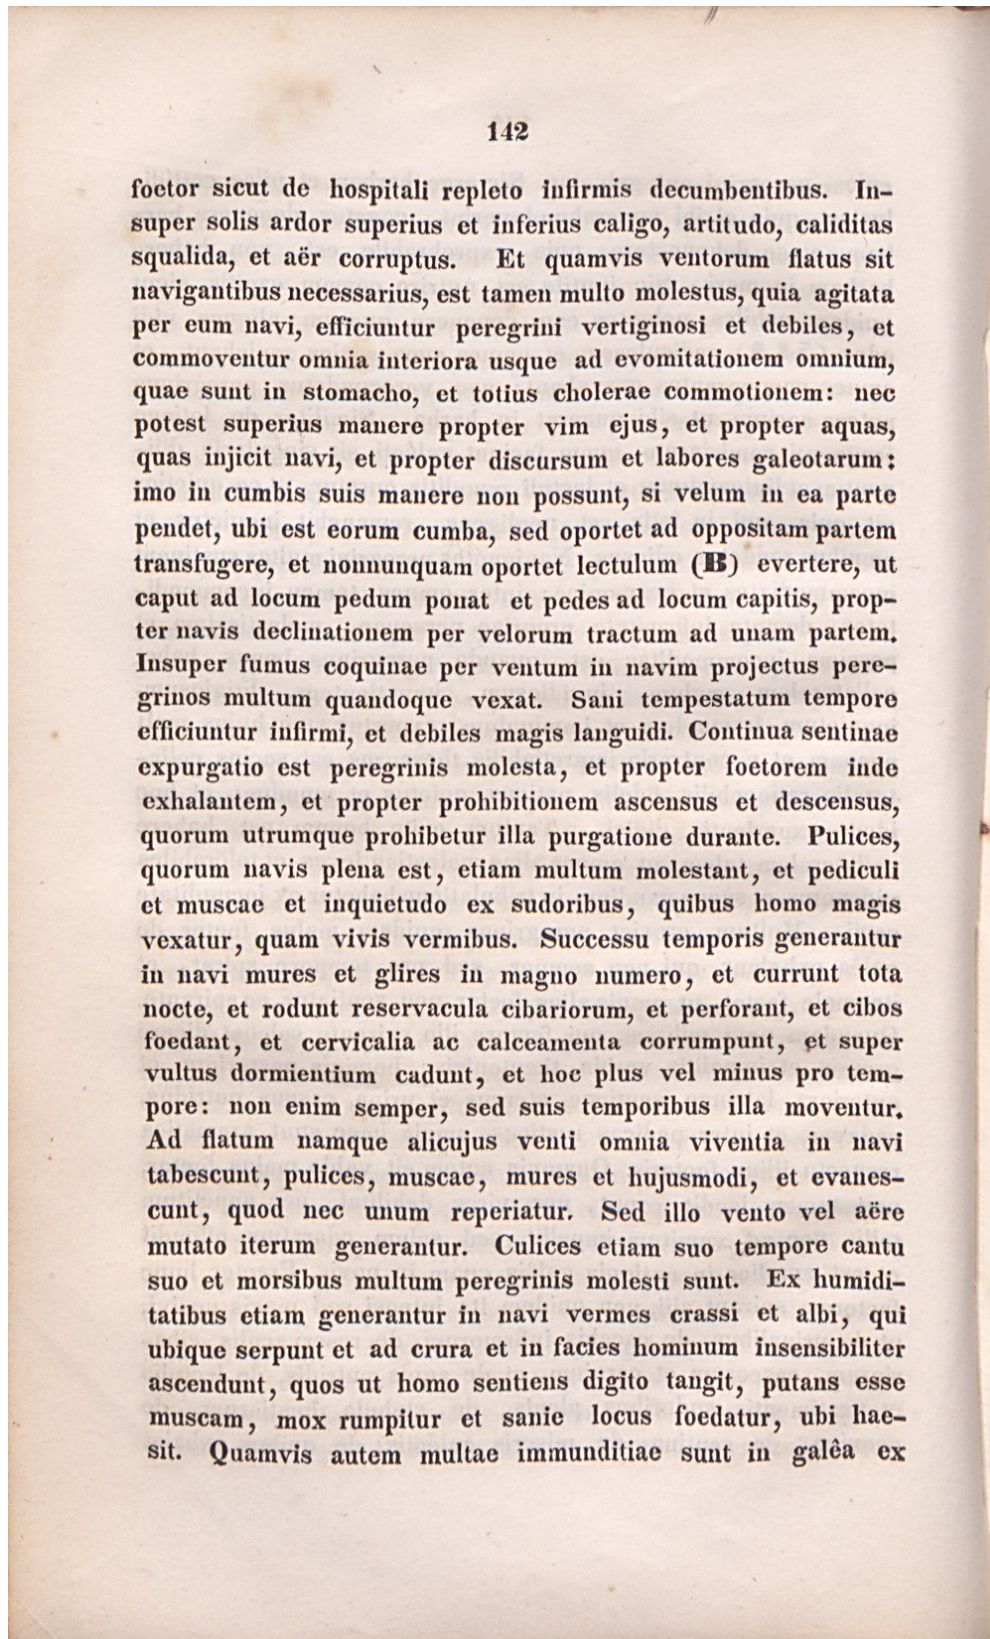 142
foetor sicut de hospitali repleto infirmis decumbentibus. In-
super solis ardor superius et inferius caligo, artitudo, caliditas
squalida, et aër corruptus. Et quamvis ventorum flatus sit
navigantibus necessarius, est tamen multo molestus, quia agitata
per eum navi, efficiuntur peregrini vertiginosi et debiles, et
commoventur omnia interiora usque ad evomitationem omnium,
quae sunt in stomacho, et totius cholerae commotionem: nec
potest superius manere propter vim ejus, et propter aquas,
quas injicit navi, et propter discursum et labores galeotarum:
imo in cumbis suis manere non possunt, si velum in ea parte
pendet, ubi est eorum cumba, sed oportet ad oppositam partem
transfugere, et nonnunquam oportet lectulum (B) evertere, ut
caput ad locum pedum ponat et pedes ad locum capitis, prop-
ter navis declinationem per velorum tractum ad unam partem.
Insuper fumus coquinae per ventum in navim projectus pere-
grinos multum quandoque vexat. Sani tempestatum tempore
efficiuntur infirmi, et debiles magis languidi. Continua sentinae
expurgatio est peregrinis molesta, et propter foetorem inde
exhalantem, et propter prohibitionem ascensus et descensus,
quorum utrumque prohibetur illa purgatione durante. Pulices,
quorum navis plena est, etiam multum molestant, et pediculi
et muscae et inquietudo ex sudoribus, quibus homo magis
vexatur, quam vivis vermibus. Successu temporis generantur
in navi mures et glires in magno numero, et currunt tota
nocte, et rodunt reservacula cibariorum, et perforant, et cibos
foedant, et cervicalia ac calceamenta corrumpunt, et super
vultus dormientium cadunt, et hoc plus vel minus pro tem-
pore: non enim semper, sed suis temporibus illa moventur.
Ad flatum namque alicujus venti omnia viventia in navi
tabescunt, pulices, muscae, mures et hujusmodi, et evanes-
cunt, quod nec unum reperiatur. Sed illo vento vel aëre
mutato iterum generantur. Culices etiam suo tempore cantu
suo et morsibus multum peregrinis molesti sunt. Ex humidi-
tatibus etiam generantur in navi vermes crassi et albi, qui
ubique serpunt et ad crura et in facies hominum insensibiliter
ascendunt, quos ut homo sentiens digito tangit, putans esse
muscam, mox rumpitur et sanie locus foedatur, ubi hae-
sit. Quamvis autem multae immunditiae sunt in galêa ex